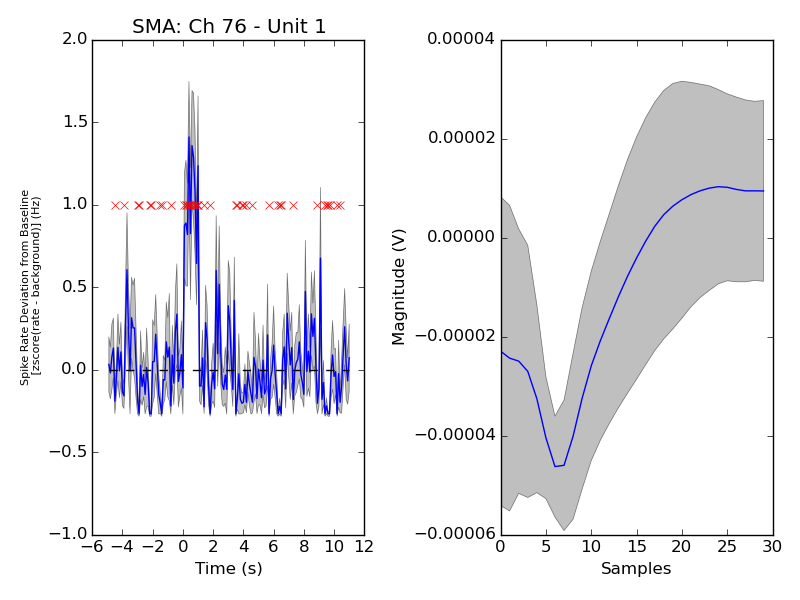 SMA: Ch 76 - Unit 1
Spike Rate Deviation from Baseline
[zscore(rate - background)] (Hz)
2.0
1.5
1.0
0.5
0.0
−0.5
−1.0
−6 −4 −2 0 2 4 6 8 10 12
Time (s)
Magnitude (V)
0.00004
0.00002
0.00000
−0.00002
−0.00004
−0.00006
0 5 10 15 20 25 30
Samples